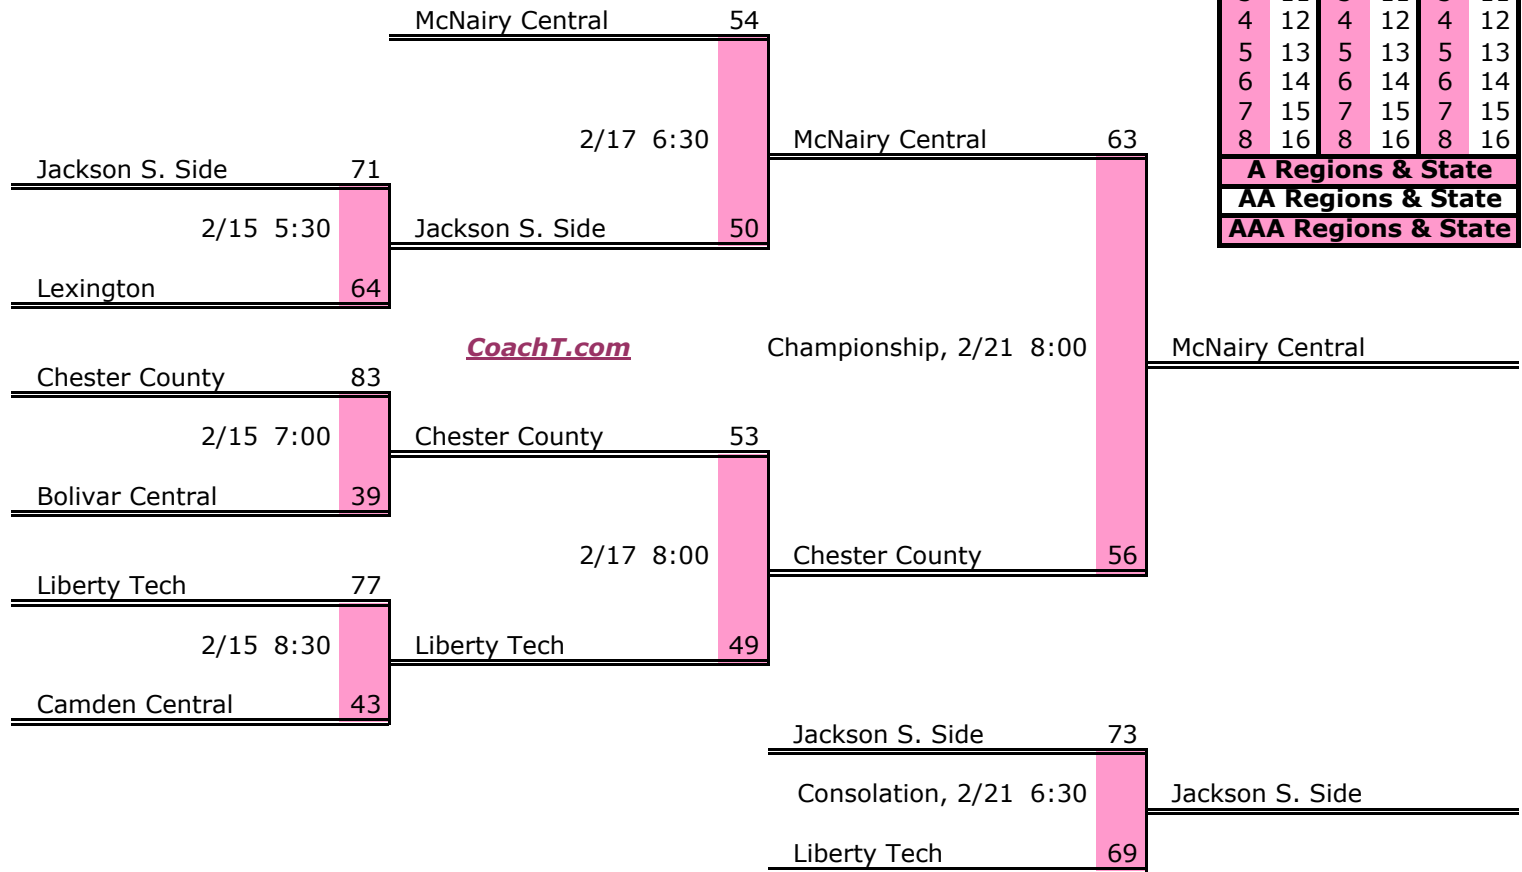 McNairy Central 54
4 12 4 12 4 12
5 13 5 13 5 13
6 14 6 14 6 14
7 15 7 15 7 15
8 16 8 16 8 16
A Regions & State
AA Regions & State
AAA Regions & State
2/17 6:30
McNairy Central 63
Jackson S. Side 71
2/15 5:30
Jackson S. Side 50
Lexington 64
CoachT.com
Championship, 2/21 8:00
McNairy Central
Chester County 83
2/15 7:00
Chester County 53
Bolivar Central 39
2/17 8:00
Chester County 56
Liberty Tech 77
2/15 8:30
Liberty Tech 49
Camden Central 43
Jackson S. Side 73
Consolation, 2/21 6:30
Jackson S. Side
Liberty Tech 69